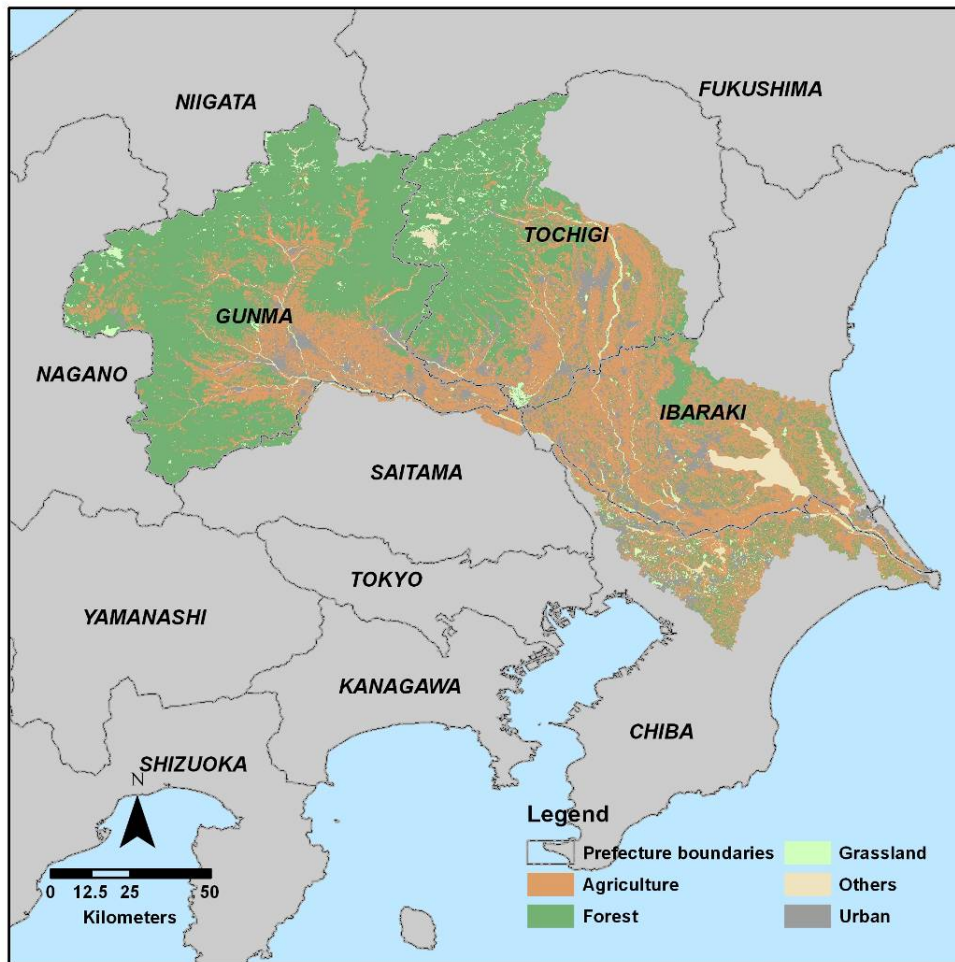 NIIGATA
FUKUSHIMA
TOCHIGI
GUNMA
NAGANO
IBARAKI
SAITAMA
TOKYO
YAMANASHI
KANAGAWA
CHIBA
SHIZUOKA
N
0 12.5 25 50
Kilometers
Legend
Prefecture boundaries
Agriculture
Forest
Grassland
Others
Urban